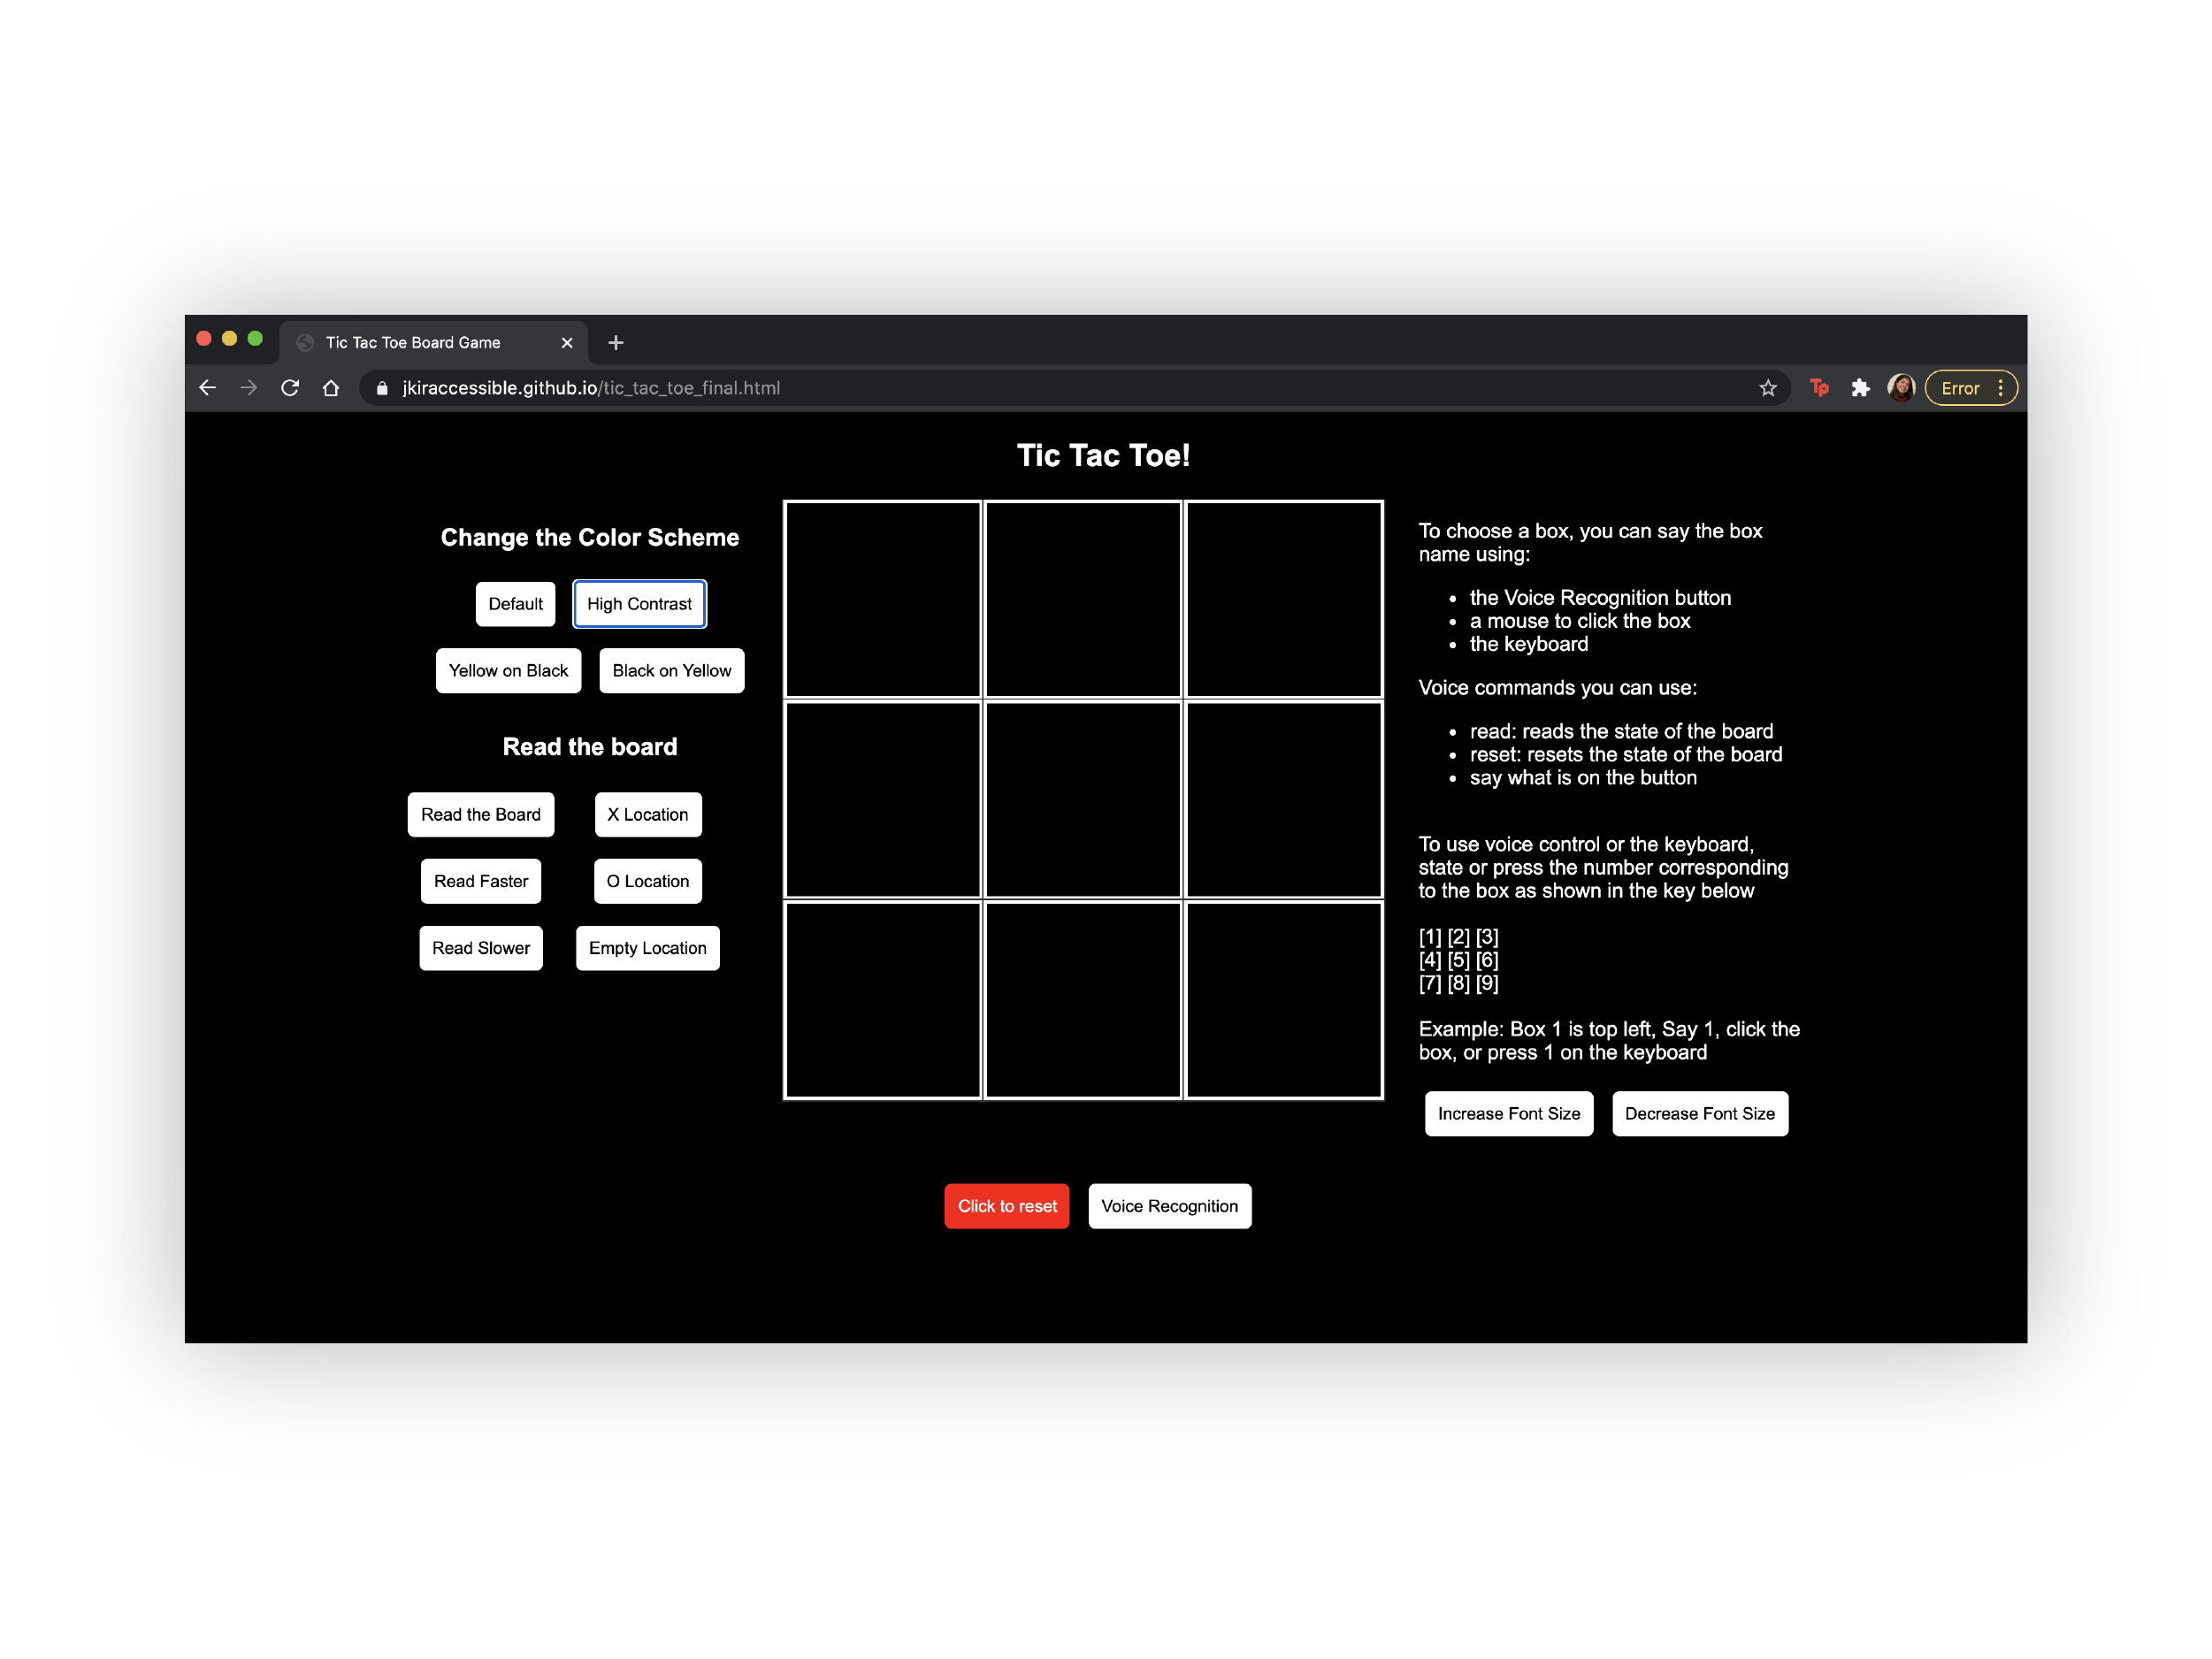 Tic Tac Toe Board Game
jkiraccessible.github.io/tic_tac_toe_final.html
Tp
Error
Tic Tac Toe!
Change the Color Scheme
Default
High Contrast
Yellow on Black
Black on Yellow
Read the board
Read the Board
X Location
Read Faster
O Location
Read Slower
Empty Location
To choose a box, you can say the box
name using:
• the Voice Recognition button
• a mouse to click the box
• the keyboard
Voice commands you can use:
• read: reads the state of the board
• reset: resets the state of the board
• say what is on the button
To use voice control or the keyboard,
state or press the number corresponding
to the box as shown in the key below
[1] [2] [3]
[4] [5] [6]
[7] [8] [9]
Example: Box 1 is top left, Say 1, click the
box, or press 1 on the keyboard
Increase Font Size
Decrease Font Size
Click to reset
Voice Recognition